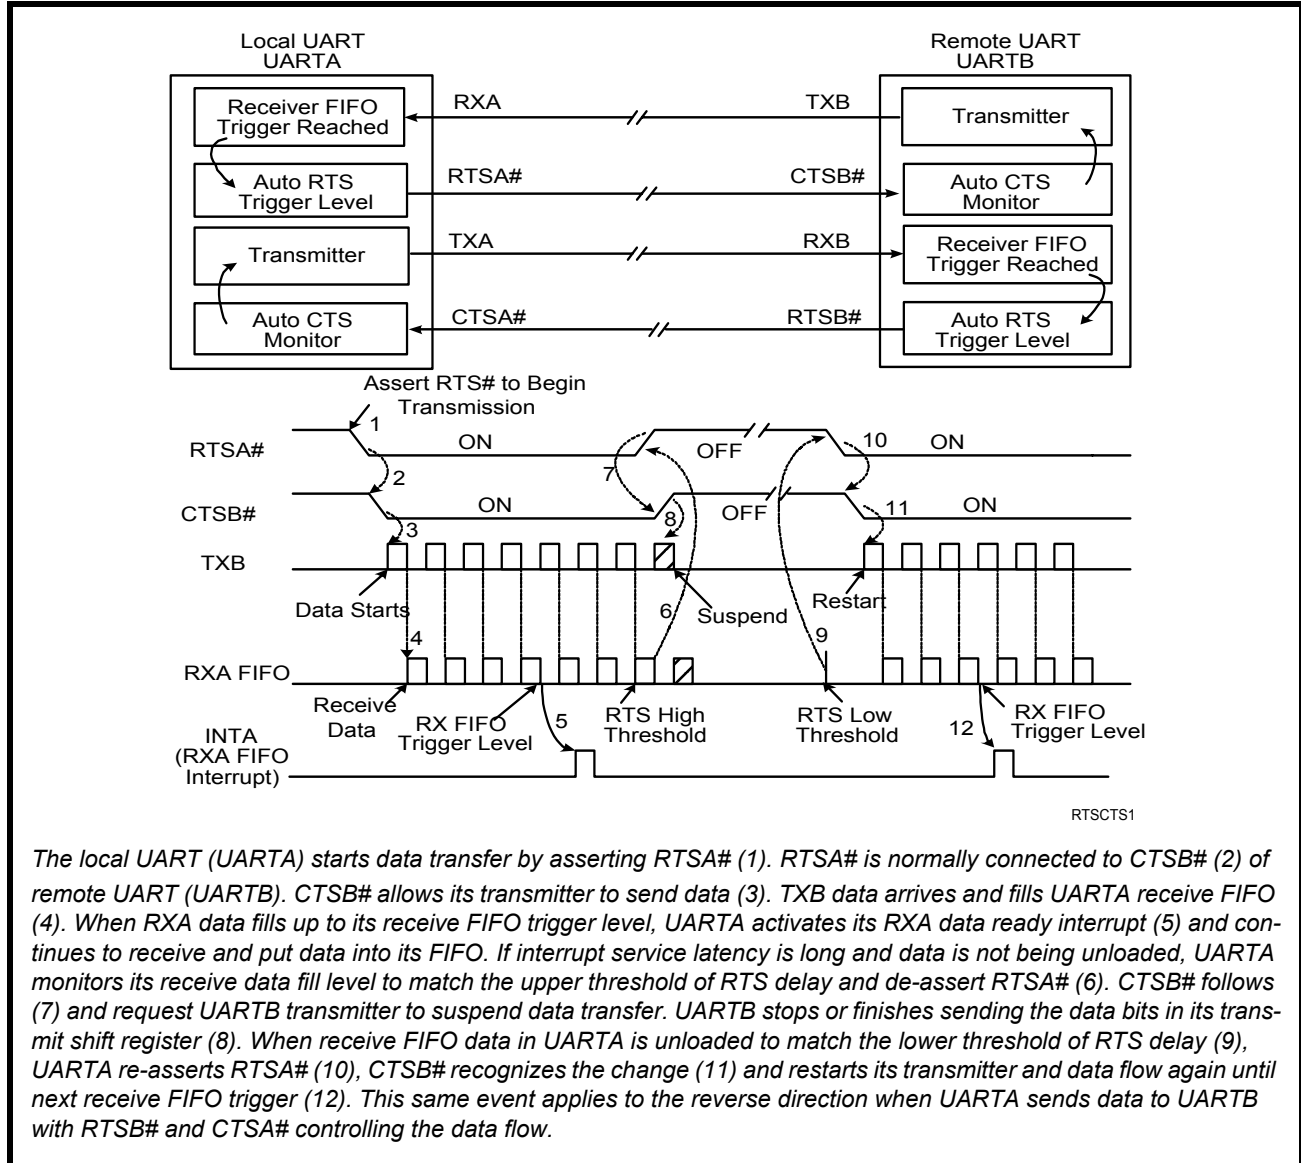 Local UART
UARTA
Remote UART
UARTB
Receiver FIFO
Trigger Reached
RXA
TXB
Transmitter
Auto RTS
Trigger Level
RTSA#
CTSB#
Auto CTS
Monitor
Transmitter
TXA
RXB
Receiver FIFO
Trigger Reached
Auto CTS
Monitor
CTSA#
RTSB#
Auto RTS
Trigger Level
Assert RTS# to Begin
Transmission
1
RTSA#
ON
OFF
10
ON
2
7
CTSB#
ON
8
OFF
11
ON
3
TXB
Data Starts
6
Suspend
Restart
4
9
RXA FIFO
Receive
Data
RX FIFO
Trigger Level
5
RTS High
Threshold
RTS Low
Threshold
12
RX FIFO
Trigger Level
INTA
(RXA FIFO
Interrupt)
RTSCTS1
The local UART (UARTA) starts data transfer by asserting RTSA# (1). RTSA# is normally connected to CTSB# (2) of
remote UART (UARTB). CTSB# allows its transmitter to send data (3). TXB data arrives and fills UARTA receive FIFO
(4). When RXA data fills up to its receive FIFO trigger level, UARTA activates its RXA data ready interrupt (5) and con-
tinues to receive and put data into its FIFO. If interrupt service latency is long and data is not being unloaded, UARTA
monitors its receive data fill level to match the upper threshold of RTS delay and de-assert RTSA# (6). CTSB# follows
(7) and request UARTB transmitter to suspend data transfer. UARTB stops or finishes sending the data bits in its trans-
mit shift register (8). When receive FIFO data in UARTA is unloaded to match the lower threshold of RTS delay (9),
UARTA re-asserts RTSA# (10), CTSB# recognizes the change (11) and restarts its transmitter and data flow again until
next receive FIFO trigger (12). This same event applies to the reverse direction when UARTA sends data to UARTB
with RTSB# and CTSA# controlling the data flow.